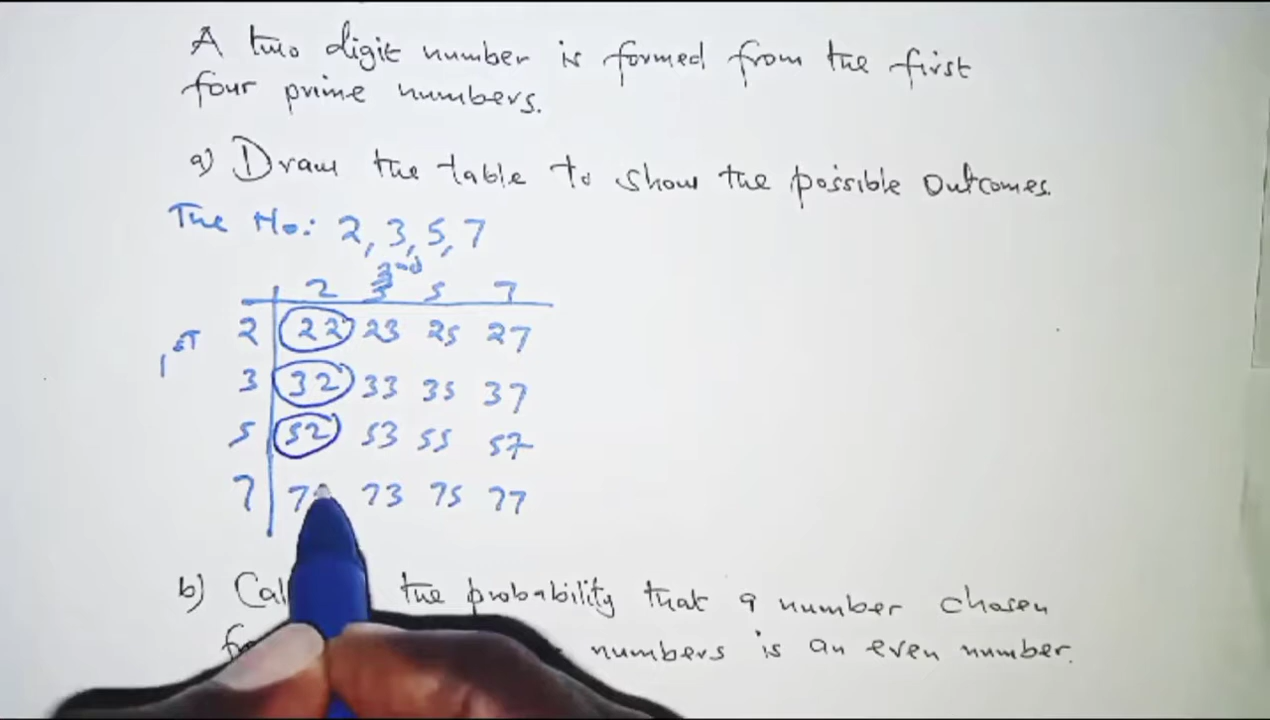 A two digit number is formed from the first
four prime numbers.
a) Draw the table to show the possible outcomes.
The No: 2, 3, 5, 7
2nd
2 3 5 7
1st
2 22 23 25 27
3 32 33 35 37
5 52 53 55 57
7 7 73 75 77
b) Cal the probability that a number chosen
numbers is an even number.